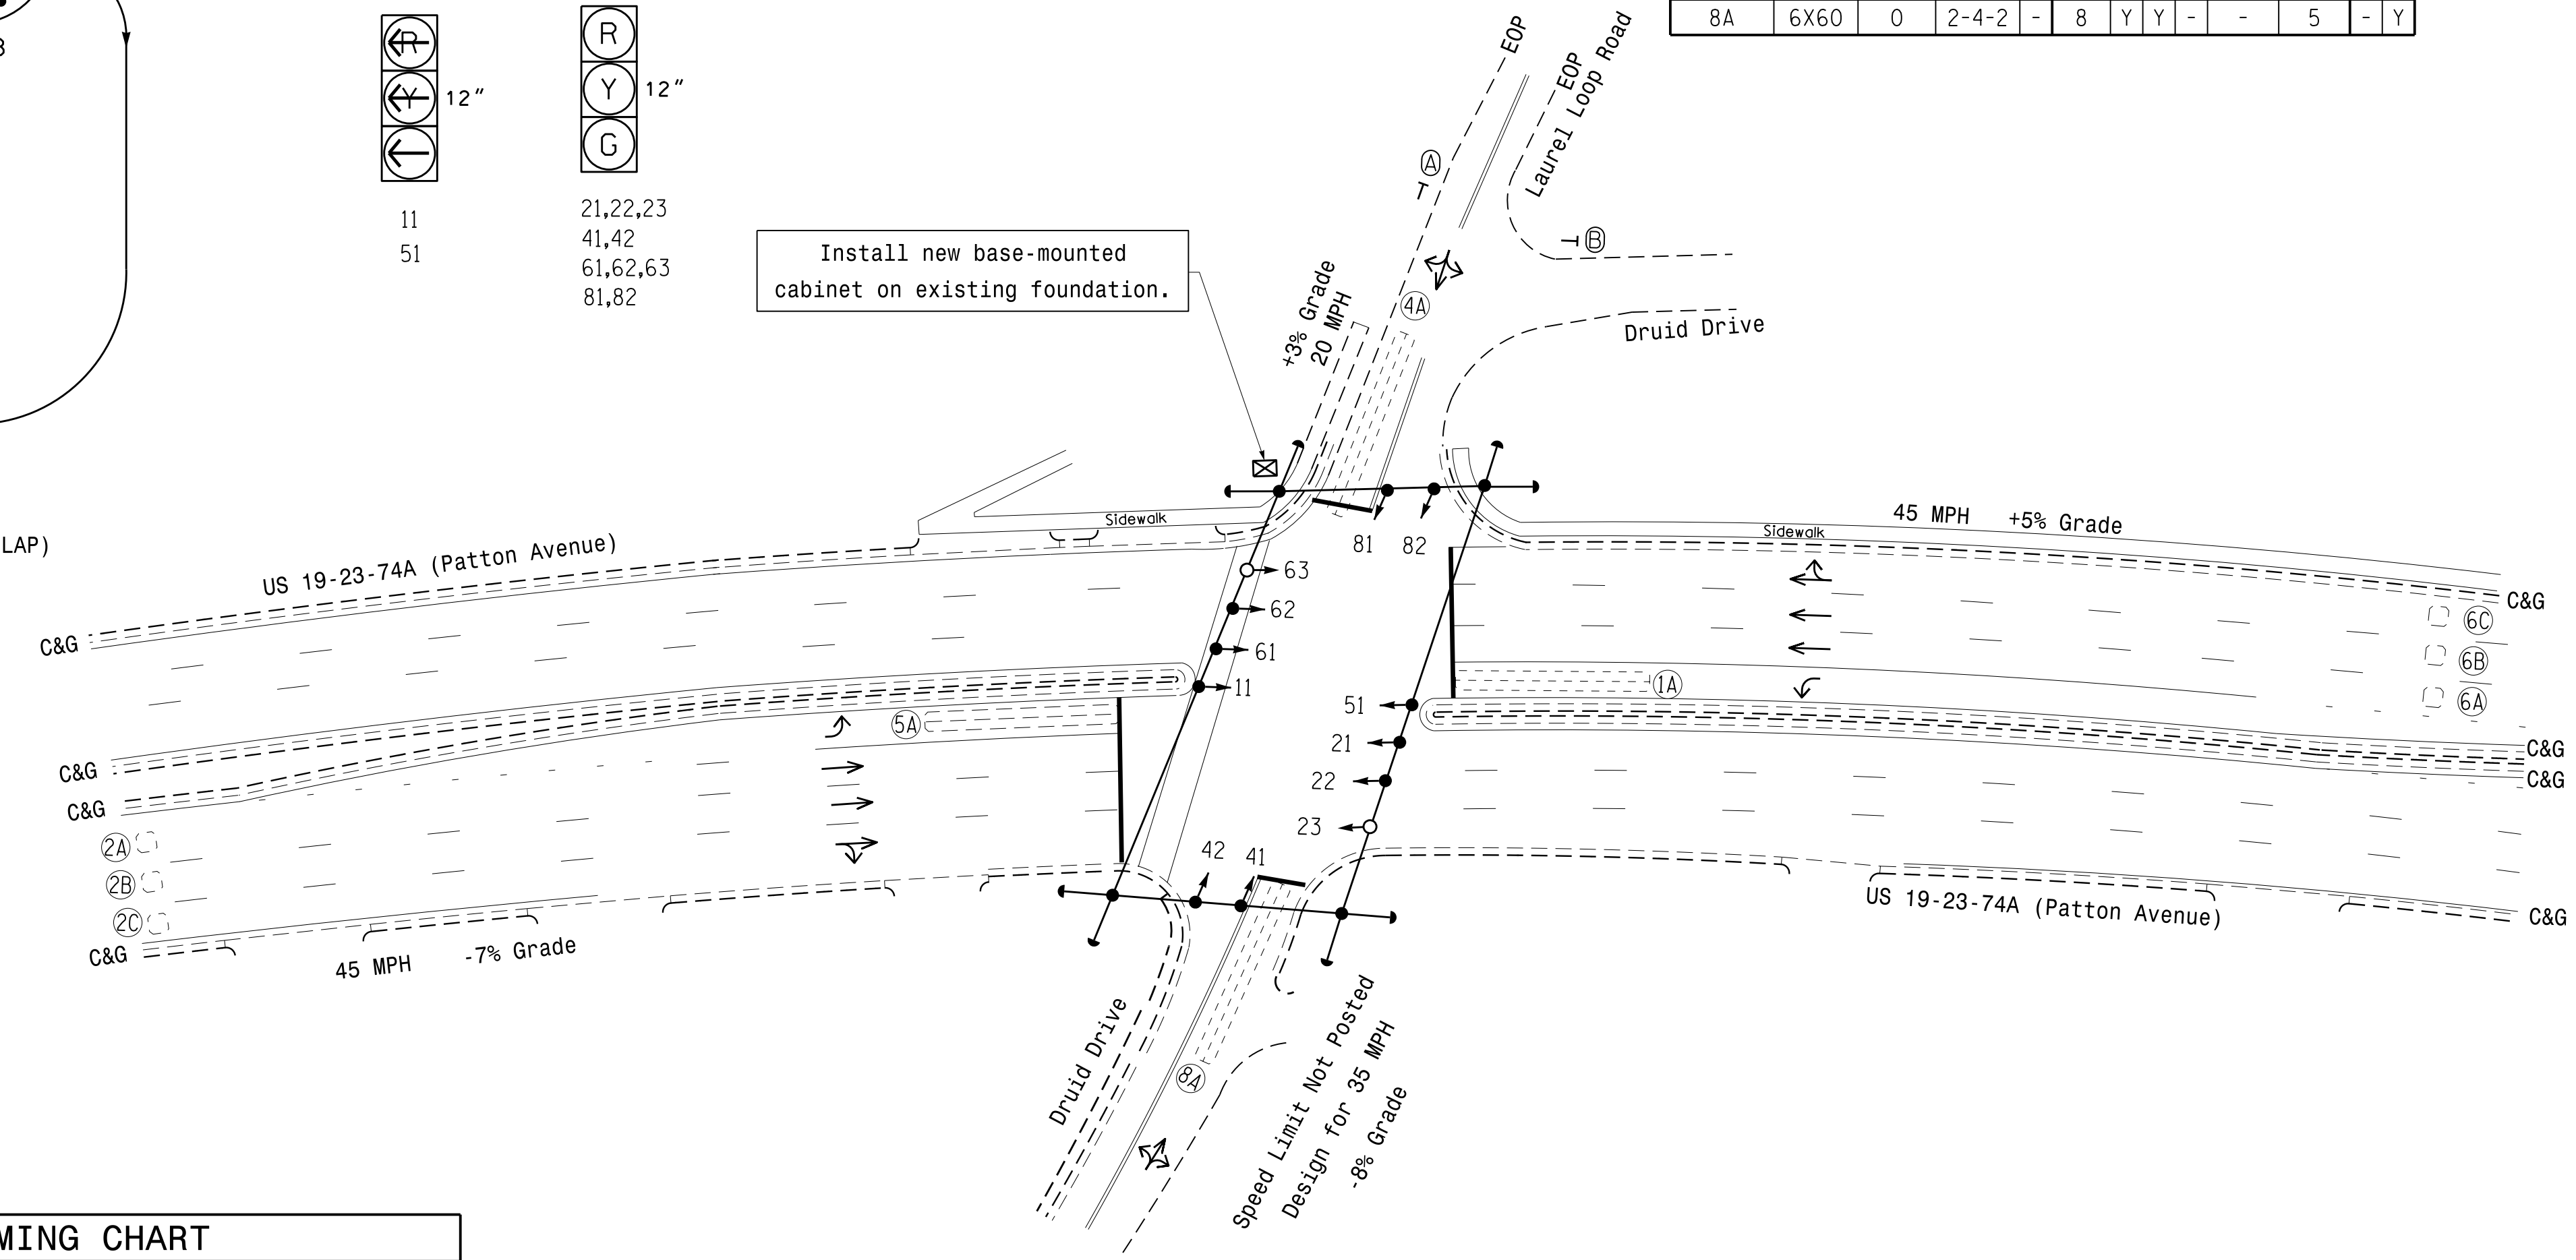 8A 6X60 0 2-4-2 - 8 Y Y - - 5 - Y
R
Y
12"
R
Y
G
12"
11
51
21,22,23
41,42
61,62,63
81,82
Install new base-mounted
cabinet on existing foundation.
EOP
EOP
Laurel Loop Road
A
B
4A
Druid Drive
+3% Grade
20 MPH
LAP)
US 19-23-74A (Patton Avenue)
Sidewalk
81
82
Sidewalk
45 MPH +5% Grade
C&G
C&G
63
62
61
11
6C
6B
6A
1A
51
21
22
23
5A
C&G
C&G
C&G
C&G
2A
2B
2C
C&G
45 MPH -7% Grade
42
41
US 19-23-74A (Patton Avenue)
C&G
Druid Drive
8A
Speed Limit Not Posted
Design for 35 MPH
-8% Grade
MING CHART